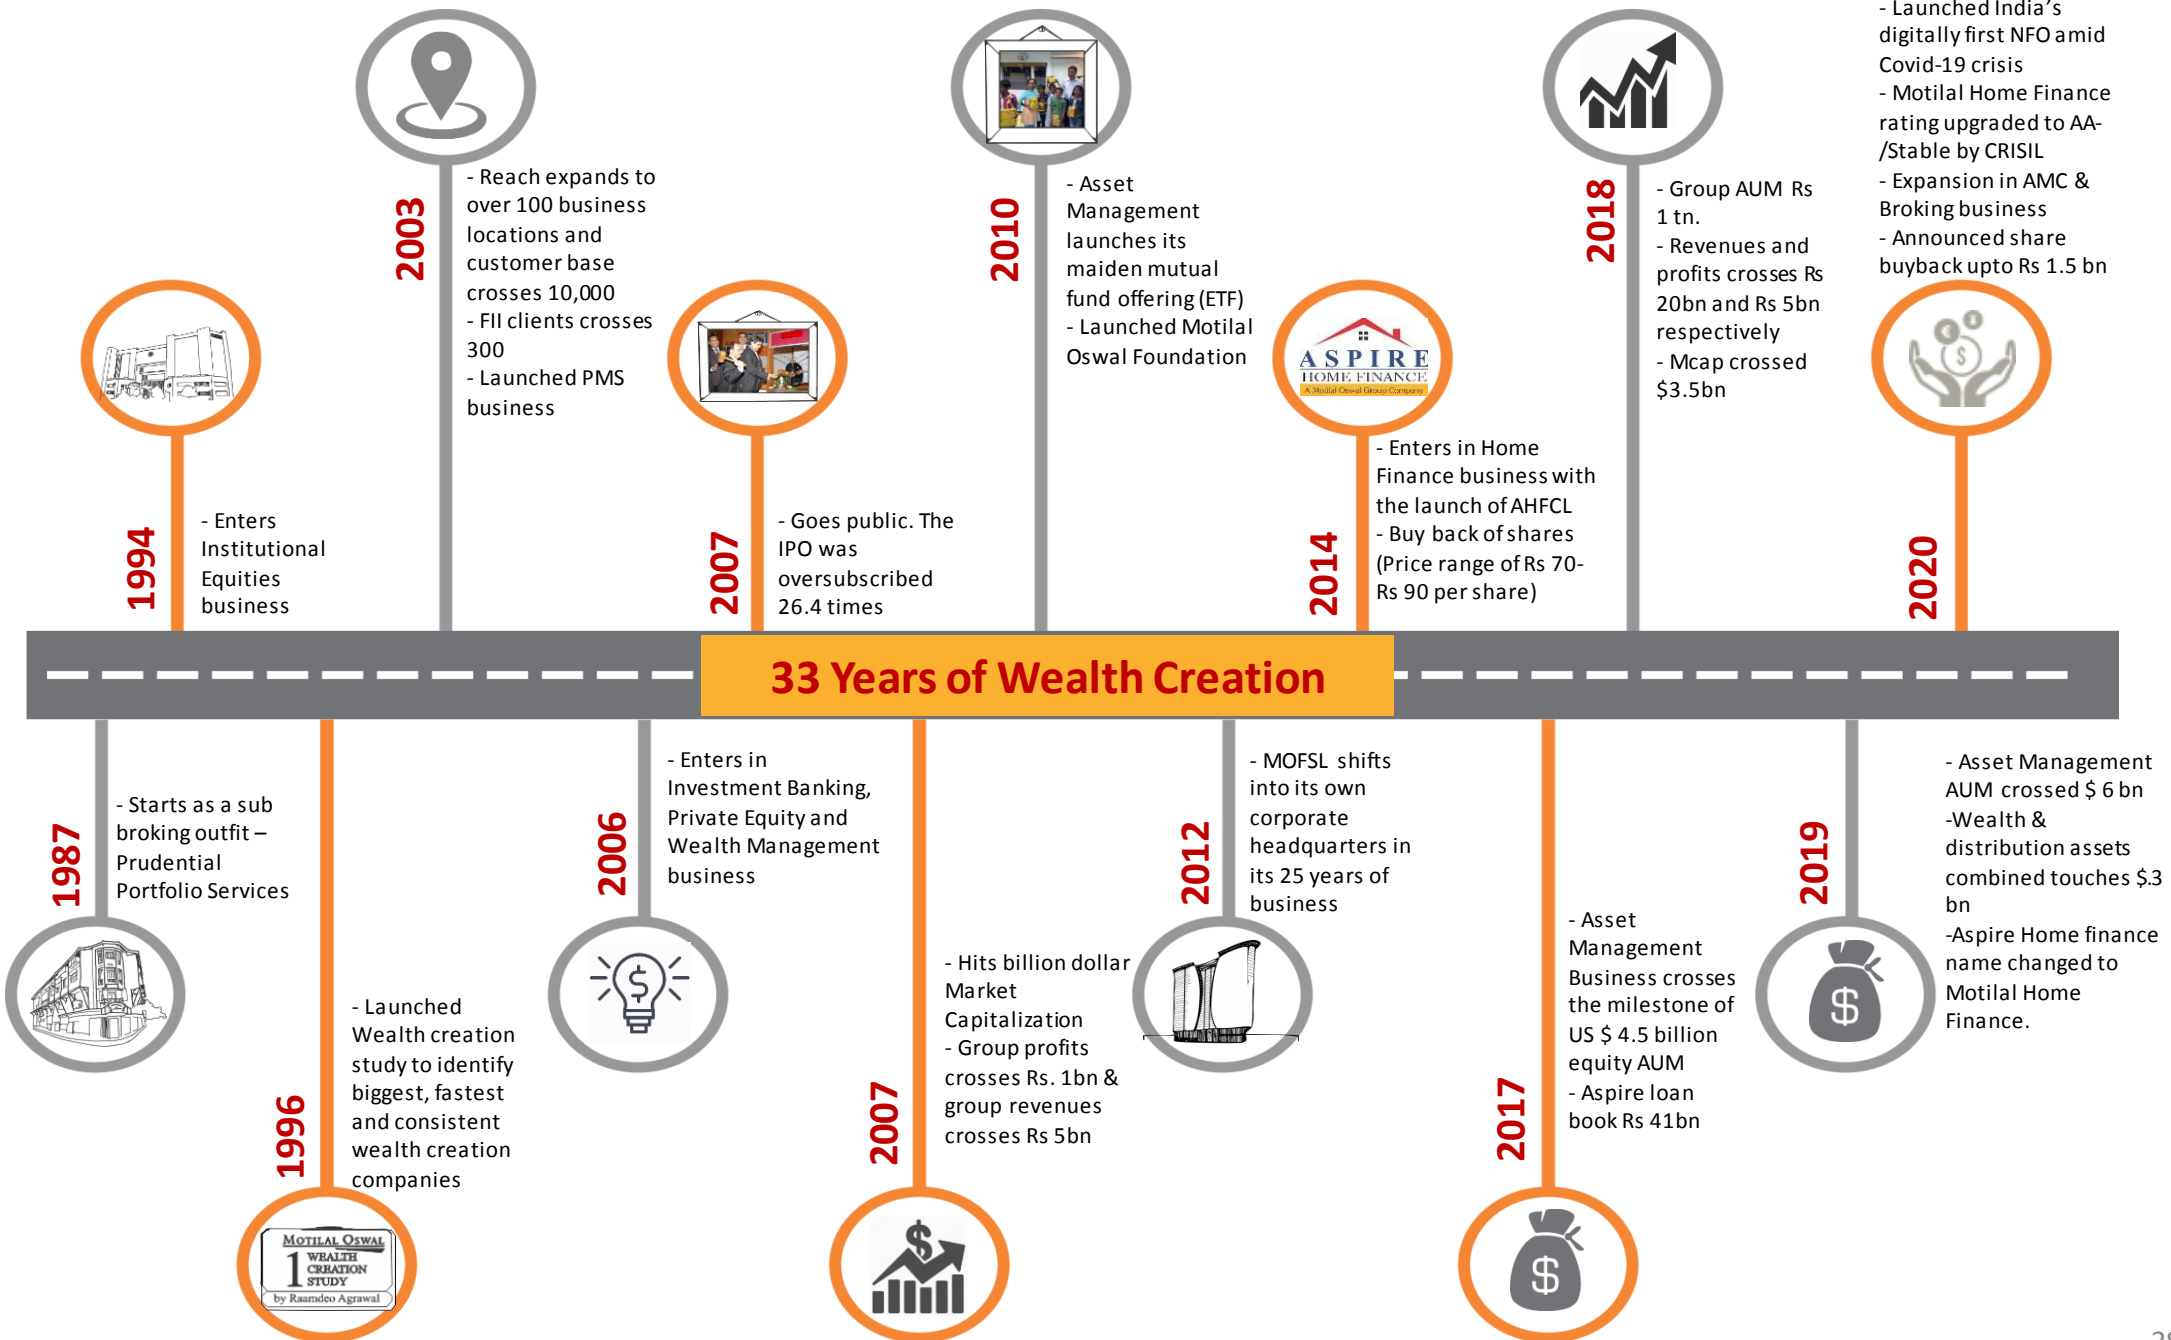 - Launched India's
digitally first NFO amid
Covid-19 crisis
- Motilal Home Finance
rating upgraded to AA-
/Stable by CRISIL
- Expansion in AMC &
Broking business
- Announced share
buyback upto Rs 1.5 bn
2003
- Reach expands to
over 100 business
locations and
customer base
crosses 10,000
- FII clients crosses
300
- Launched PMS
business
2010
- Asset
Management
launches its
maiden mutual
fund offering (ETF)
- Launched Motilal
Oswal Foundation
2018
- Group AUM Rs
1 tn.
- Revenues and
profits crosses Rs
20bn and Rs 5bn
respectively
- Mcap crossed
$3.5bn
ASPIRE
HOME FINANCE
A Motilal Oswal Group Company
1994
- Enters
Institutional
Equities
business
2007
- Goes public. The
IPO was
oversubscribed
26.4 times
2014
- Enters in Home
Finance business with
the launch of AHFCL
- Buy back of shares
(Price range of Rs 70-
Rs 90 per share)
2020
33 Years of Wealth Creation
1987
- Starts as a sub
broking outfit –
Prudential
Portfolio Services
1996
- Launched
Wealth creation
study to identify
biggest, fastest
and consistent
wealth creation
companies
MOTILAL OSWAL
1 WEALTH
CREATION
STUDY
by Raamdeo Agrawal
2006
- Enters in
Investment Banking,
Private Equity and
Wealth Management
business
2007
- Hits billion dollar
Market
Capitalization
- Group profits
crosses Rs. 1bn &
group revenues
crosses Rs 5bn
2012
- MOFSL shifts
into its own
corporate
headquarters in
its 25 years of
business
2017
- Asset
Management
Business crosses
the milestone of
US $ 4.5 billion
equity AUM
- Aspire loan
book Rs 41bn
2019
- Asset Management
AUM crossed $ 6 bn
-Wealth &
distribution assets
combined touches $.3
bn
-Aspire Home finance
name changed to
Motilal Home
Finance.